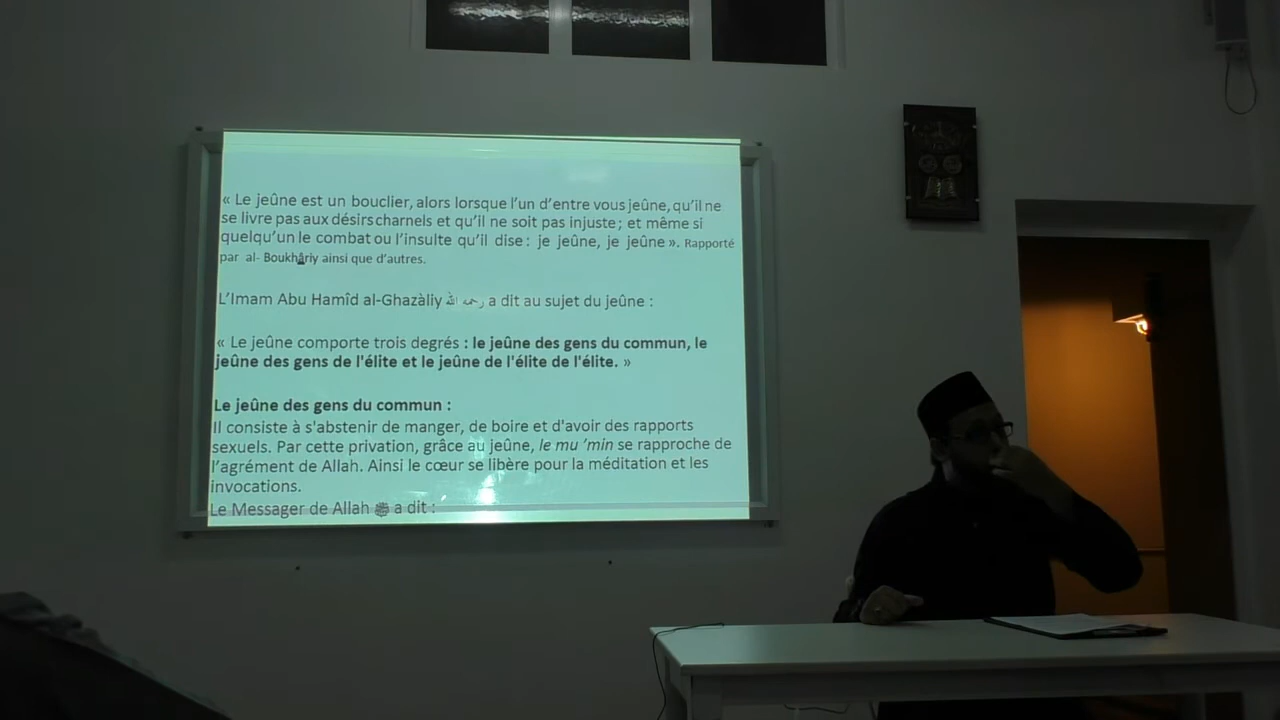 « Le jeûne est un bouclier, alors lorsque l’un d’entre vous jeûne, qu’il ne
se livre pas aux désirs charnels et qu’il ne soit pas injuste ; et même si
quelqu’un le combat ou l’insulte qu’il dise : je jeûne, je jeûne ». Rapporté
par al- Boukhâriy ainsi que d’autres.
L’Imam Abu Hamîd al-Ghazàliy رحمه الله a dit au sujet du jeûne :
« Le jeûne comporte trois degrés : le jeûne des gens du commun, le
jeûne des gens de l'élite et le jeûne de l'élite de l'élite. »
Le jeûne des gens du commun :
Il consiste à s'abstenir de manger, de boire et d'avoir des rapports
sexuels. Par cette privation, grâce au jeûne, le mu ’min se rapproche de
l’agrément de Allah. Ainsi le cœur se libère pour la méditation et les
invocations.
Le Messager de Allah ﷺ a dit :